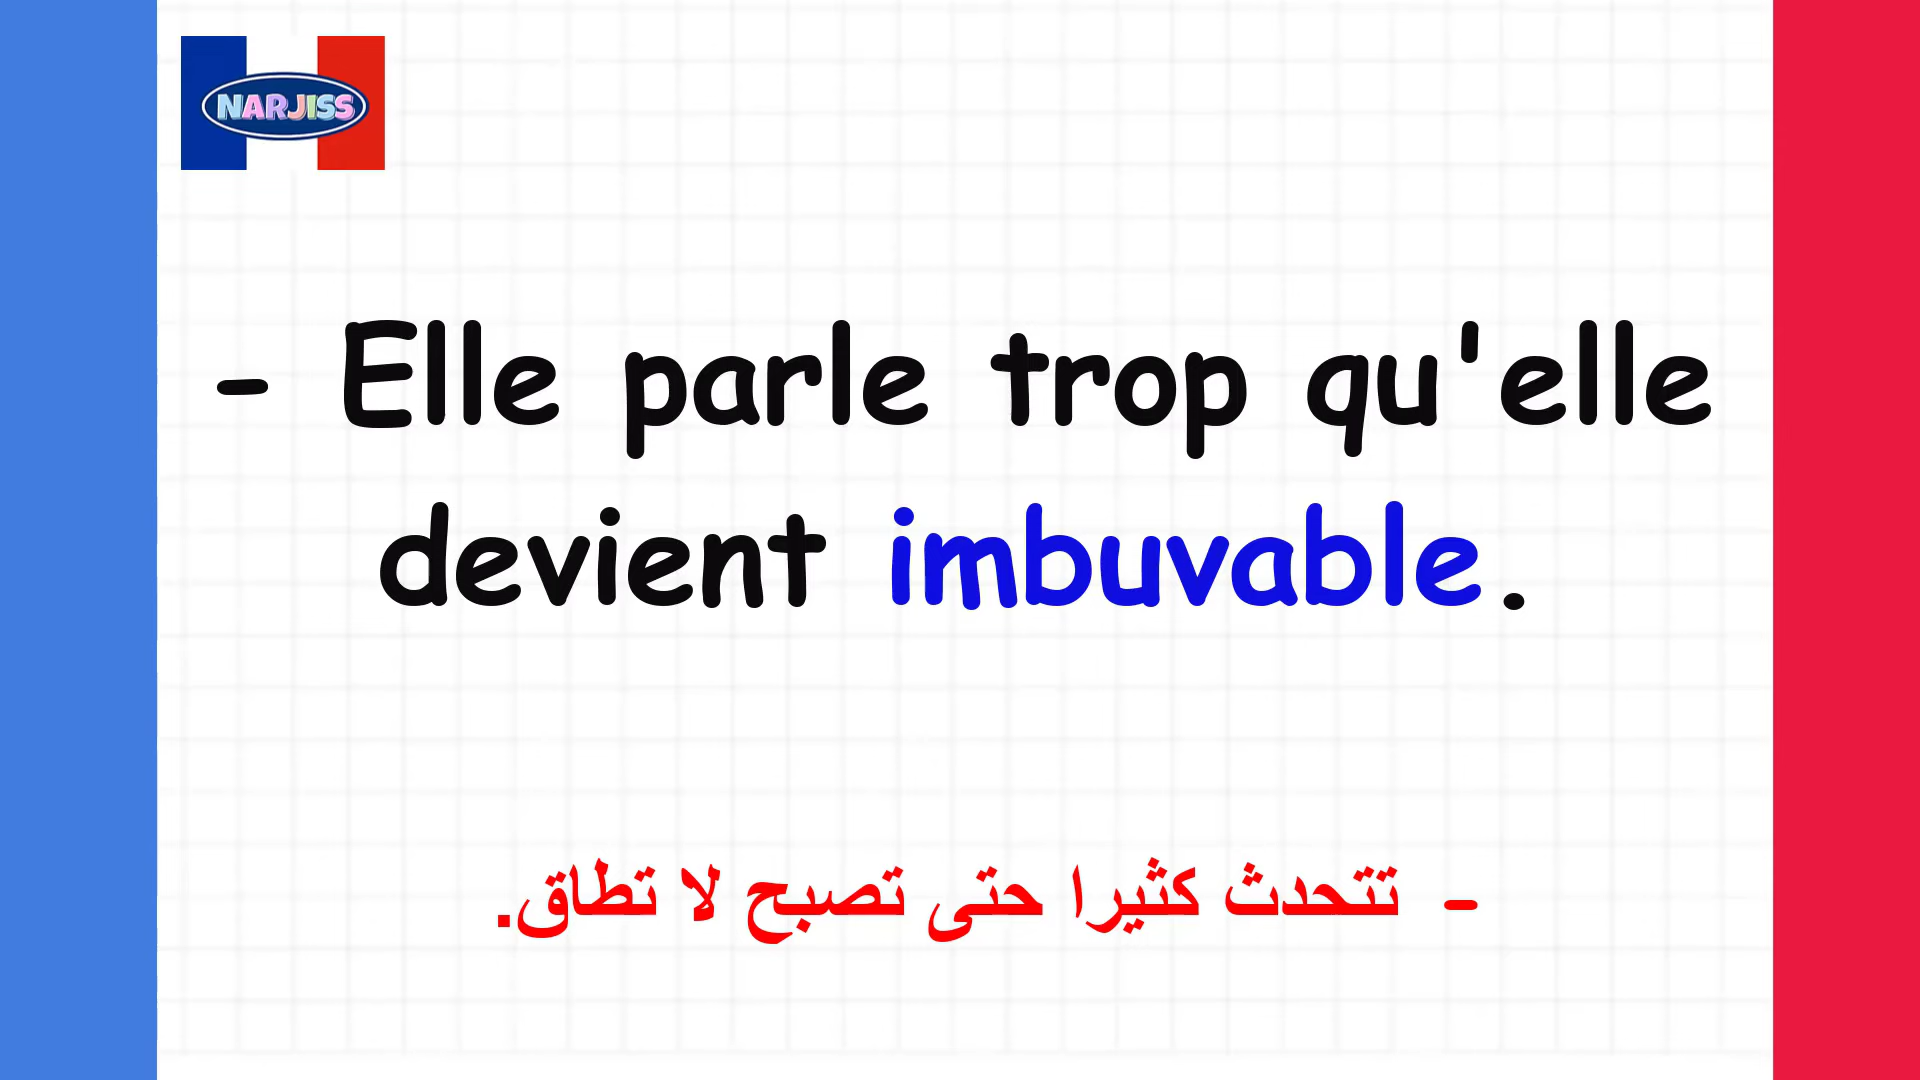 NARJISS
- Elle parle trop qu'elle
devient imbuvable.
- تتحدث كثيرا حتى تصبح لا تطاق.